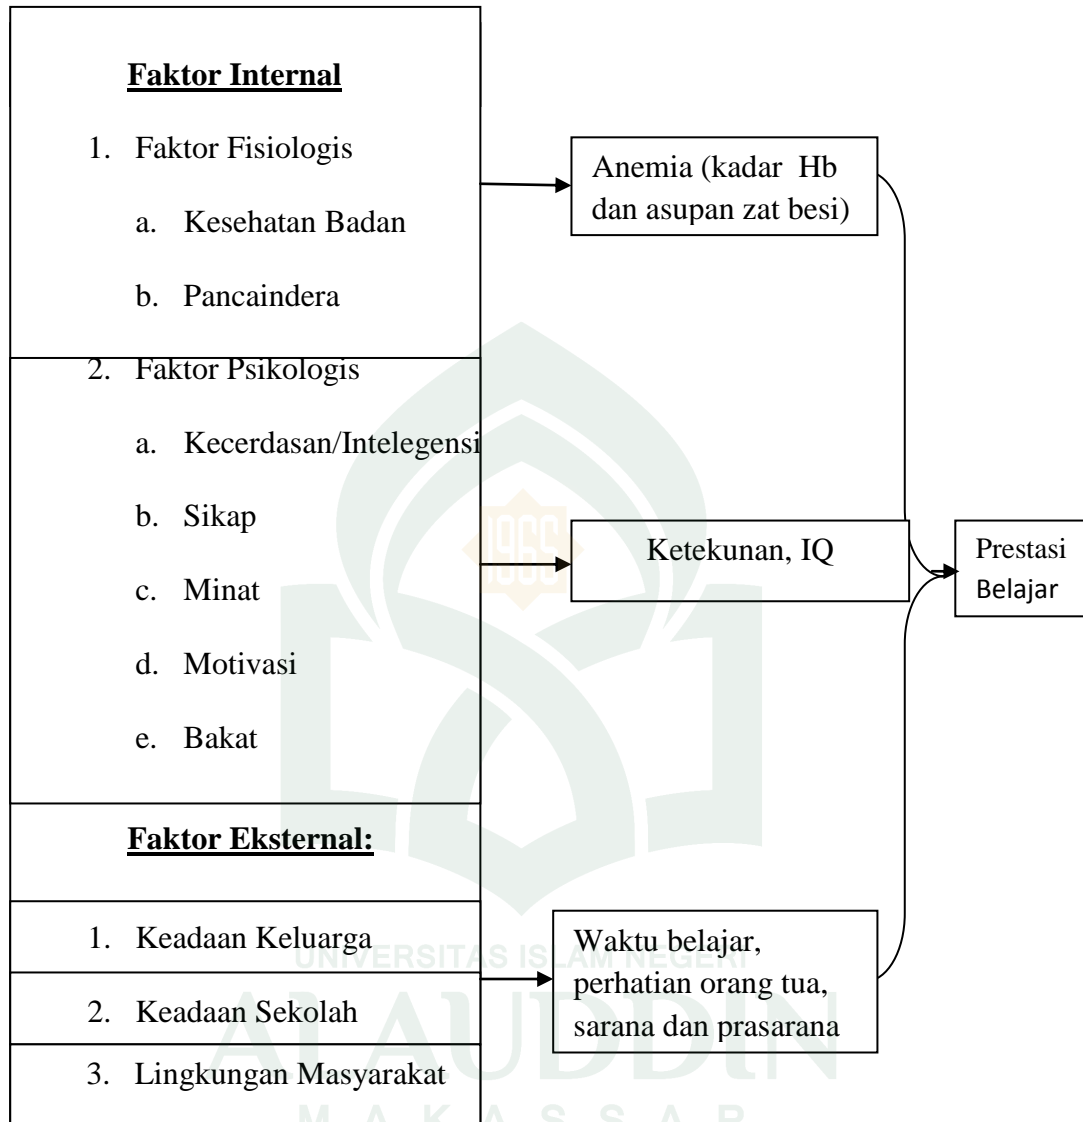 Faktor Internal
1. Faktor Fisiologis
a. Kesehatan Badan
b. Pancaindera
2. Faktor Psikologis
a. Kecerdasan/Intelegensi
b. Sikap
c. Minat
d. Motivasi
e. Bakat
Faktor Eksternal:
1. Keadaan Keluarga
2. Keadaan Sekolah
3. Lingkungan Masyarakat
Anemia (kadar Hb
dan asupan zat besi)
Ketekunan, IQ
Waktu belajar,
perhatian orang tua,
sarana dan prasarana
Prestasi
Belajar
1965
UNIVERSITAS ISLAM NEGERI
ALAUDDIN
MAKASSAR